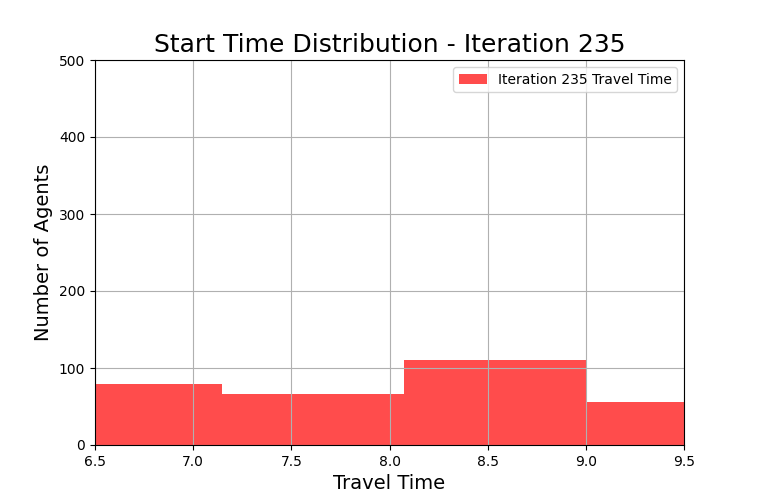 Start Time Distribution - Iteration 235
Iteration 235 Travel Time
Number of Agents
500
400
300
200
100
0
6.5 7.0 7.5 8.0 8.5 9.0 9.5
Travel Time